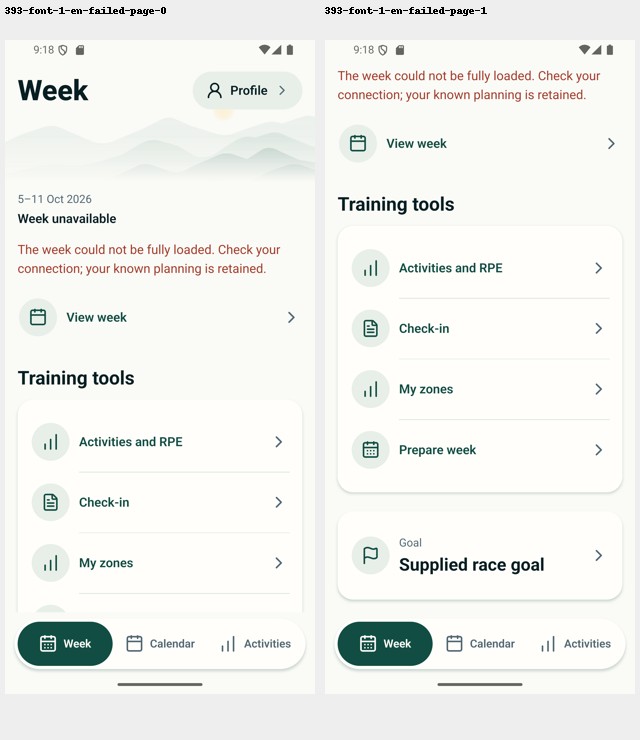 393-font-1-en-failed-page-0
9:18
Week
Profile
5–11 Oct 2026
Week unavailable
The week could not be fully loaded. Check your
connection; your known planning is retained.
View week
Training tools
Activities and RPE
Check-in
My zones
Week
Calendar
Activities
393-font-1-en-failed-page-1
9:18
The week could not be fully loaded. Check your
connection; your known planning is retained.
View week
Training tools
Activities and RPE
Check-in
My zones
Prepare week
Goal
Supplied race goal
Week
Calendar
Activities